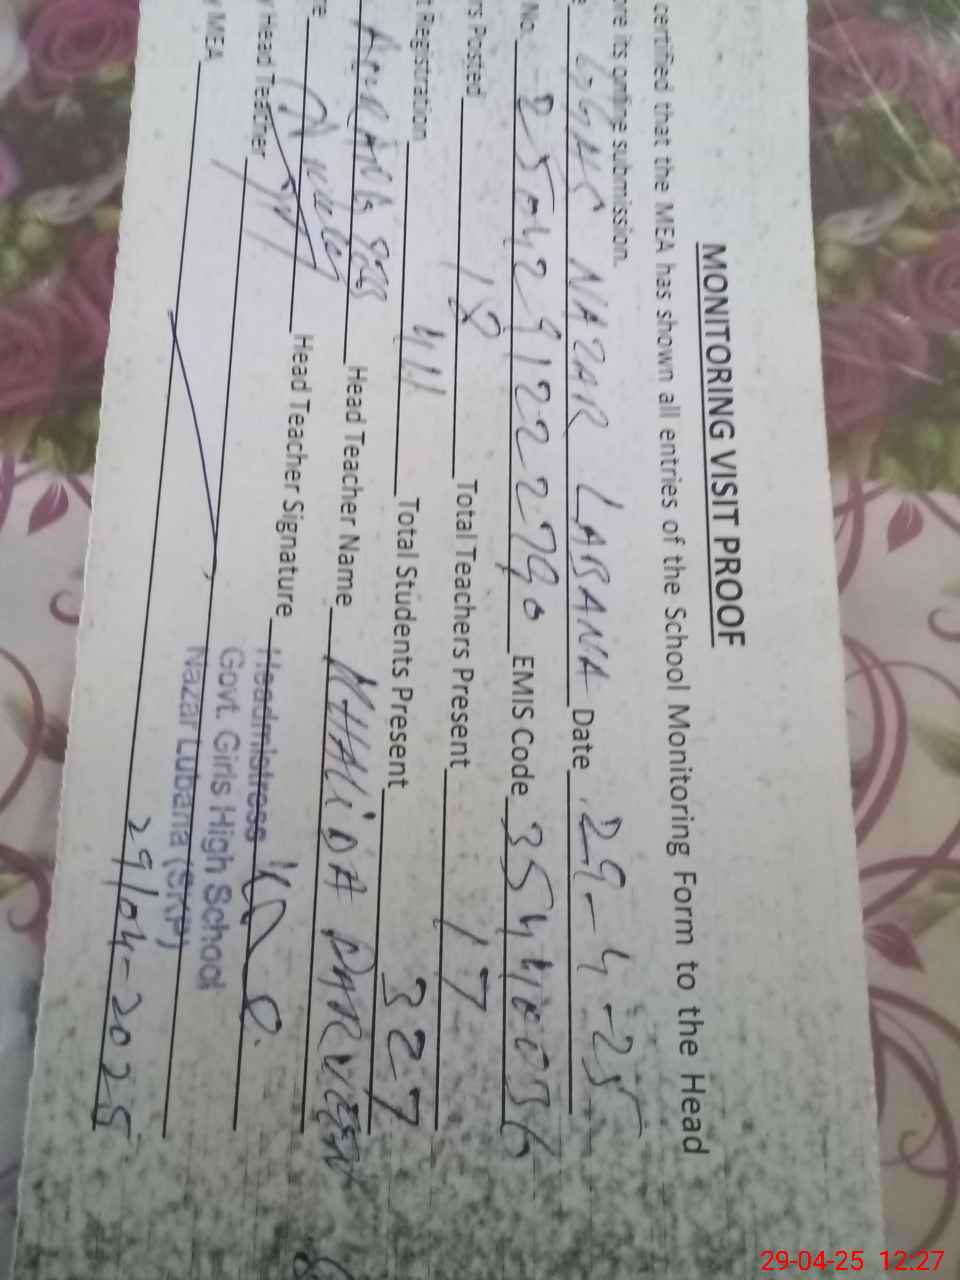 MONITORING VISIT PROOF
certified that the MEA has shown all entries of the School Monitoring Form to the Head
ore its online submission.
GGHS NAZAR LABANA Date 29-4-25
No. EMIS Code 35440036
rs Posted 18 Total Teachers Present 17
t Registration 411 Total Students Present 327
re Head Teacher Name KHALIDA PARVEEN
Head Teacher Signature
y Head Teacher
Headmistress
Govt. Girls High School
Nazar Lubana (SKP)
y MEA 29/04-2025
29-04-25 12:27